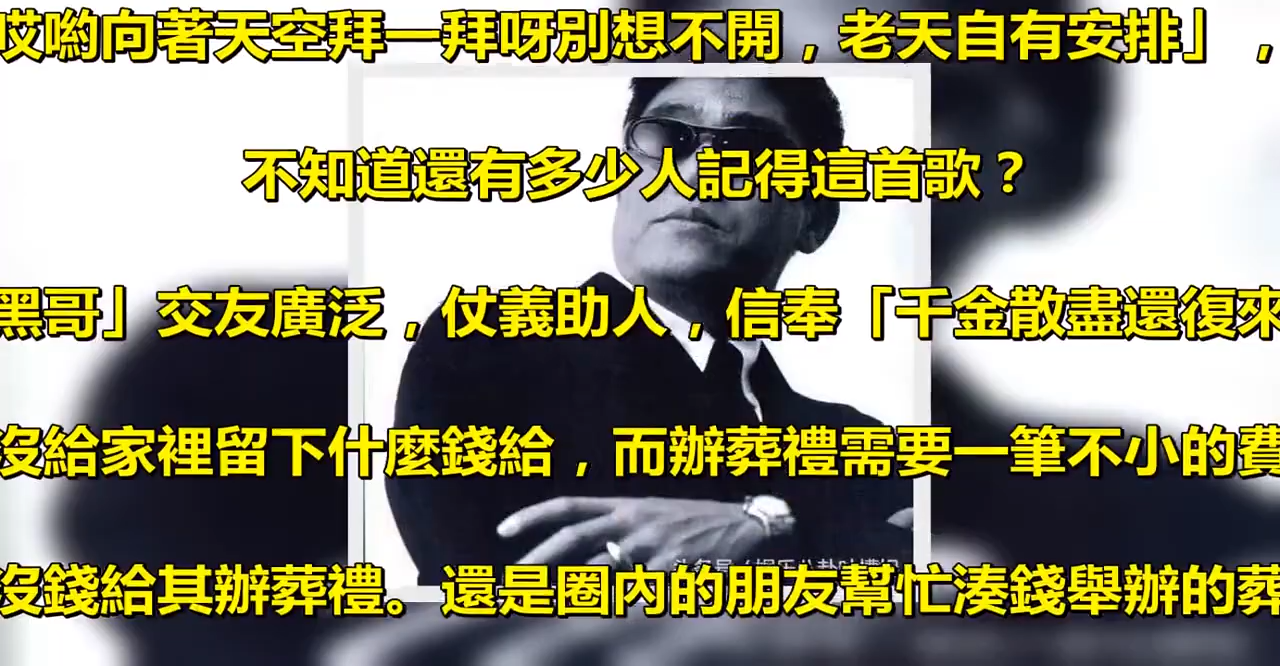 哎喲向著天空拜一拜呀別想不開，老天自有安排」，
不知道還有多少人記得這首歌？
黑哥」交友廣泛，仗義助人，信奉「千金散盡還復來
沒給家裡留下什麼錢給，而辦葬禮需要一筆不小的費
沒錢給其辦葬禮。還是圈內的朋友幫忙湊錢舉辦的葬